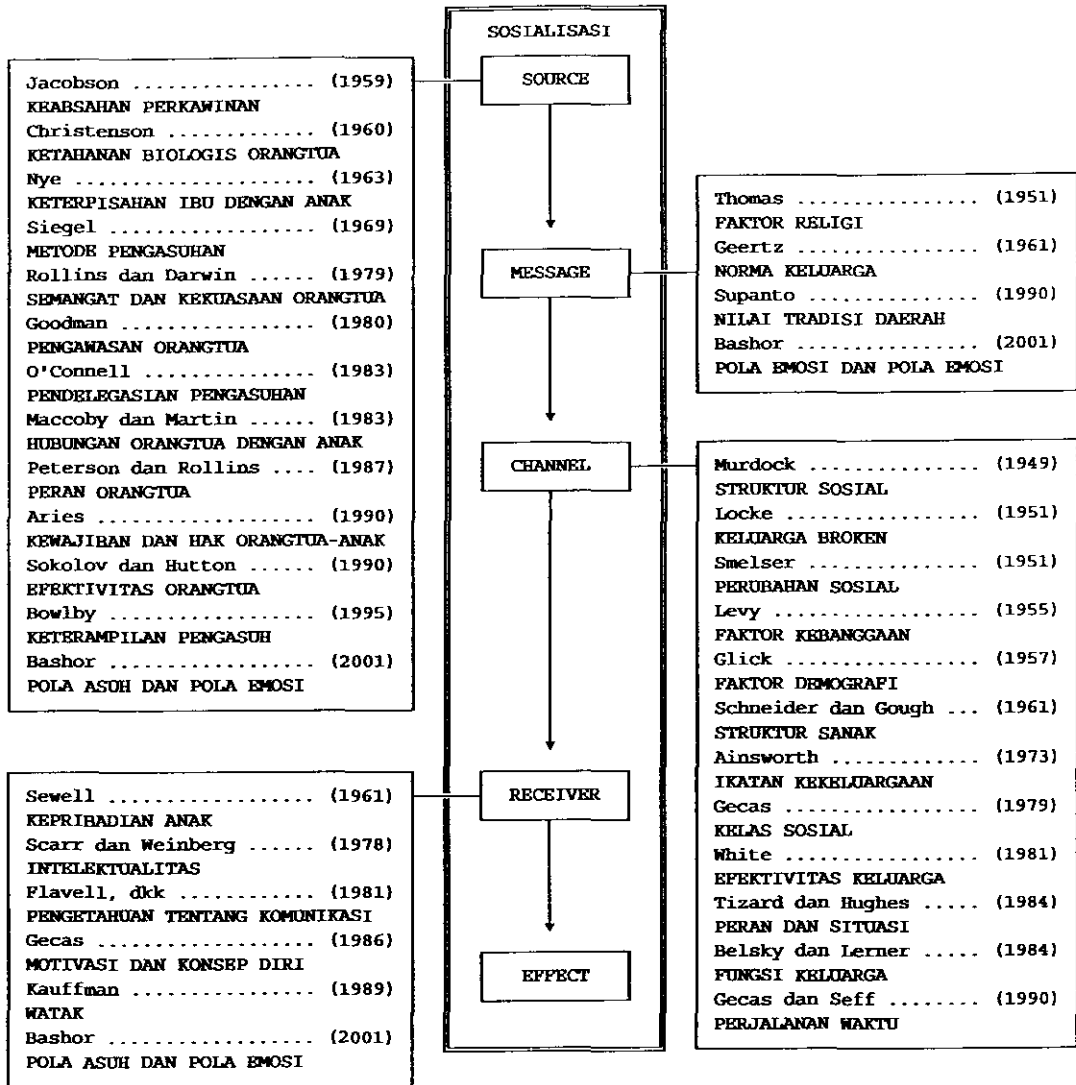 SOSIALISASI
SOURCE
MESSAGE
CHANNEL
RECEIVER
EFFECT
Jacobson ................ (1959)
KEABSAHAN PERKAWINAN
Christenson ............. (1960)
KETAHANAN BIOLOGIS ORANGTUA
Nye ..................... (1963)
KETERPISAHAN IBU DENGAN ANAK
Siegel .................. (1969)
METODE PENGASUHAN
Rollins dan Darwin ...... (1979)
SEMANGAT DAN KEKUASAAN ORANGTUA
Goodman ................. (1980)
PENGAWASAN ORANGTUA
O'Connell ............... (1983)
PENDELEGASIAN PENGASUHAN
Maccoby dan Martin ...... (1983)
HUBUNGAN ORANGTUA DENGAN ANAK
Peterson dan Rollins .... (1987)
PERAN ORANGTUA
Aries ................... (1990)
KEWAJIBAN DAN HAK ORANGTUA-ANAK
Sokolov dan Hutton ...... (1990)
EFEKTIVITAS ORANGTUA
Bowlby .................. (1995)
KETERAMPILAN PENGASUH
Bashor .................. (2001)
POLA ASUH DAN POLA EMOSI
Thomas .................. (1951)
FAKTOR RELIGI
Geertz .................. (1961)
NORMA KELUARGA
Supanto ................. (1990)
NILAI TRADISI DAERAH
Bashor .................. (2001)
POLA EMOSI DAN POLA EMOSI
Murdock ................. (1949)
STRUKTUR SOSIAL
Locke ................... (1951)
KELUARGA BROKEN
Smelser ................. (1951)
PERUBAHAN SOSIAL
Levy .................... (1955)
FAKTOR KEBANGGAAN
Glick ................... (1957)
FAKTOR DEMOGRAFI
Schneider dan Gough ... (1961)
STRUKTUR SANAK
Ainsworth ............... (1973)
IKATAN KEKELUARGAAN
Gecas ................... (1979)
KELAS SOSIAL
White ................... (1981)
EFEKTIVITAS KELUARGA
Tizard dan Hughes ..... (1984)
PERAN DAN SITUASI
Belsky dan Lerner ..... (1984)
FUNGSI KELUARGA
Gecas dan Seff ........ (1990)
PERJALANAN WAKTU
Sewell .................. (1961)
KEPRIBADIAN ANAK
Scarr dan Weinberg ...... (1978)
INTELEKTUALITAS
Flavell, dkk ............ (1981)
PENGETAHUAN TENTANG KOMUNIKASI
Gecas ................... (1986)
MOTIVASI DAN KONSEP DIRI
Kauffman ................ (1989)
WATAK
Bashor .................. (2001)
POLA ASUH DAN POLA EMOSI